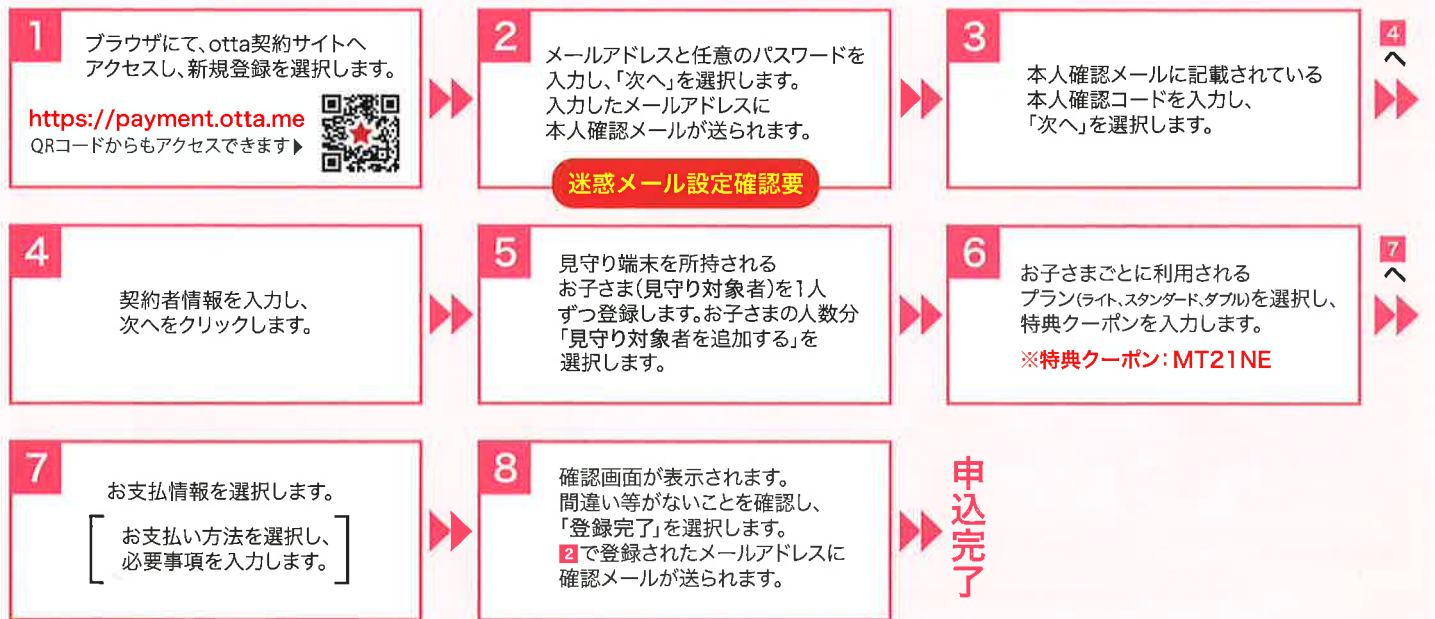 1
ブラウザにて、otta契約サイトへ
アクセスし、新規登録を選択します。
https://payment.otta.me
QRコードからもアクセスできます▶
2
メールアドレスと任意のパスワードを
入力し、「次へ」を選択します。
入力したメールアドレスに
本人確認メールが送られます。
迷惑メール設定確認要
3
本人確認メールに記載されている
本人確認コードを入力し、
「次へ」を選択します。
4
へ
4
契約者情報を入力し、
次へをクリックします。
5
見守り端末を所持される
お子さま(見守り対象者)を1人
ずつ登録します。お子さまの人数分
「見守り対象者を追加する」を
選択します。
6
お子さまごとに利用される
プラン(ライト、スタンダード、ダブル)を選択し、
特典クーポンを入力します。
※特典クーポン:MT21NE
7
へ
7
お支払情報を選択します。
お支払い方法を選択し、
必要事項を入力します。
8
確認画面が表示されます。
間違い等がないことを確認し、
「登録完了」を選択します。
2で登録されたメールアドレスに
確認メールが送られます。
申込完了